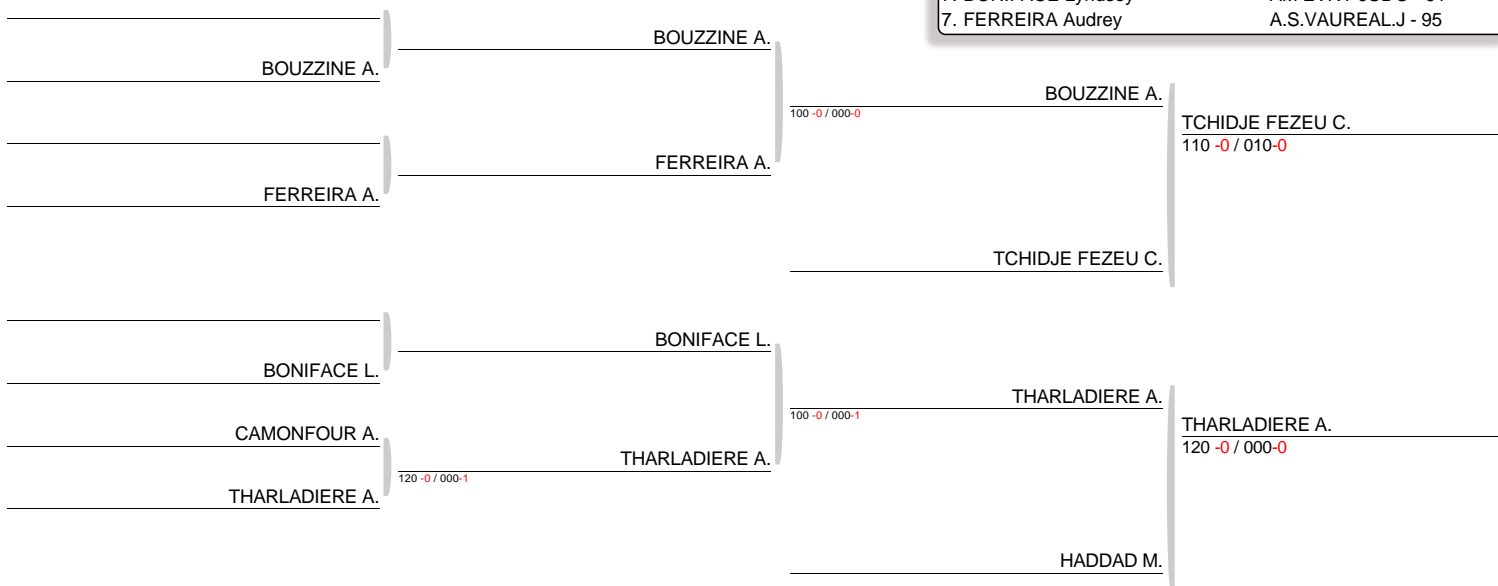 7. FERREIRA Audrey A.S.VAUREAL.J - 95
BOUZZINE A.
BOUZZINE A.
BOUZZINE A.
100 -0 / 000-0
TCHIDJE FEZEU C.
110 -0 / 010-0
FERREIRA A.
FERREIRA A.
TCHIDJE FEZEU C.
BONIFACE L.
BONIFACE L.
THARLADIERE A.
100 -0 / 000-1
THARLADIERE A.
120 -0 / 000-0
CAMONFOUR A.
THARLADIERE A.
120 -0 / 000-1
THARLADIERE A.
HADDAD M.